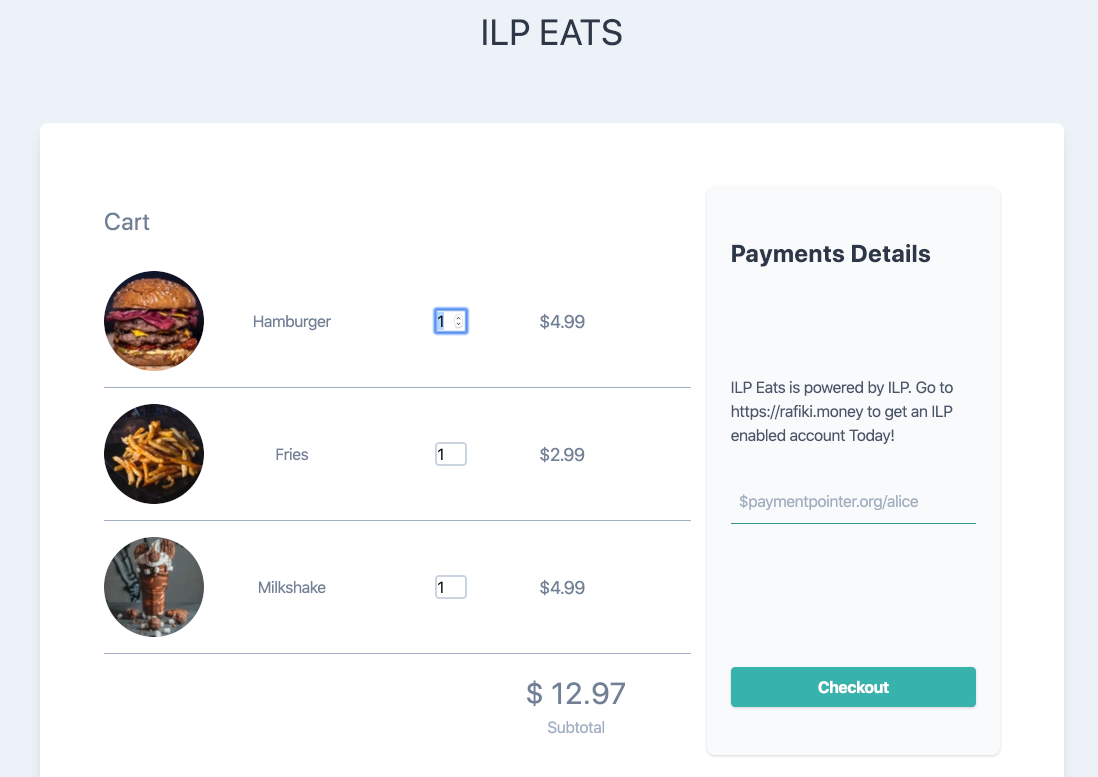 ILP EATS
Cart
Hamburger 1 $4.99
Fries 1 $2.99
Milkshake 1 $4.99
$ 12.97
Subtotal
Payments Details
ILP Eats is powered by ILP. Go to
https://rafiki.money to get an ILP
enabled account Today!
$paymentpointer.org/alice
Checkout